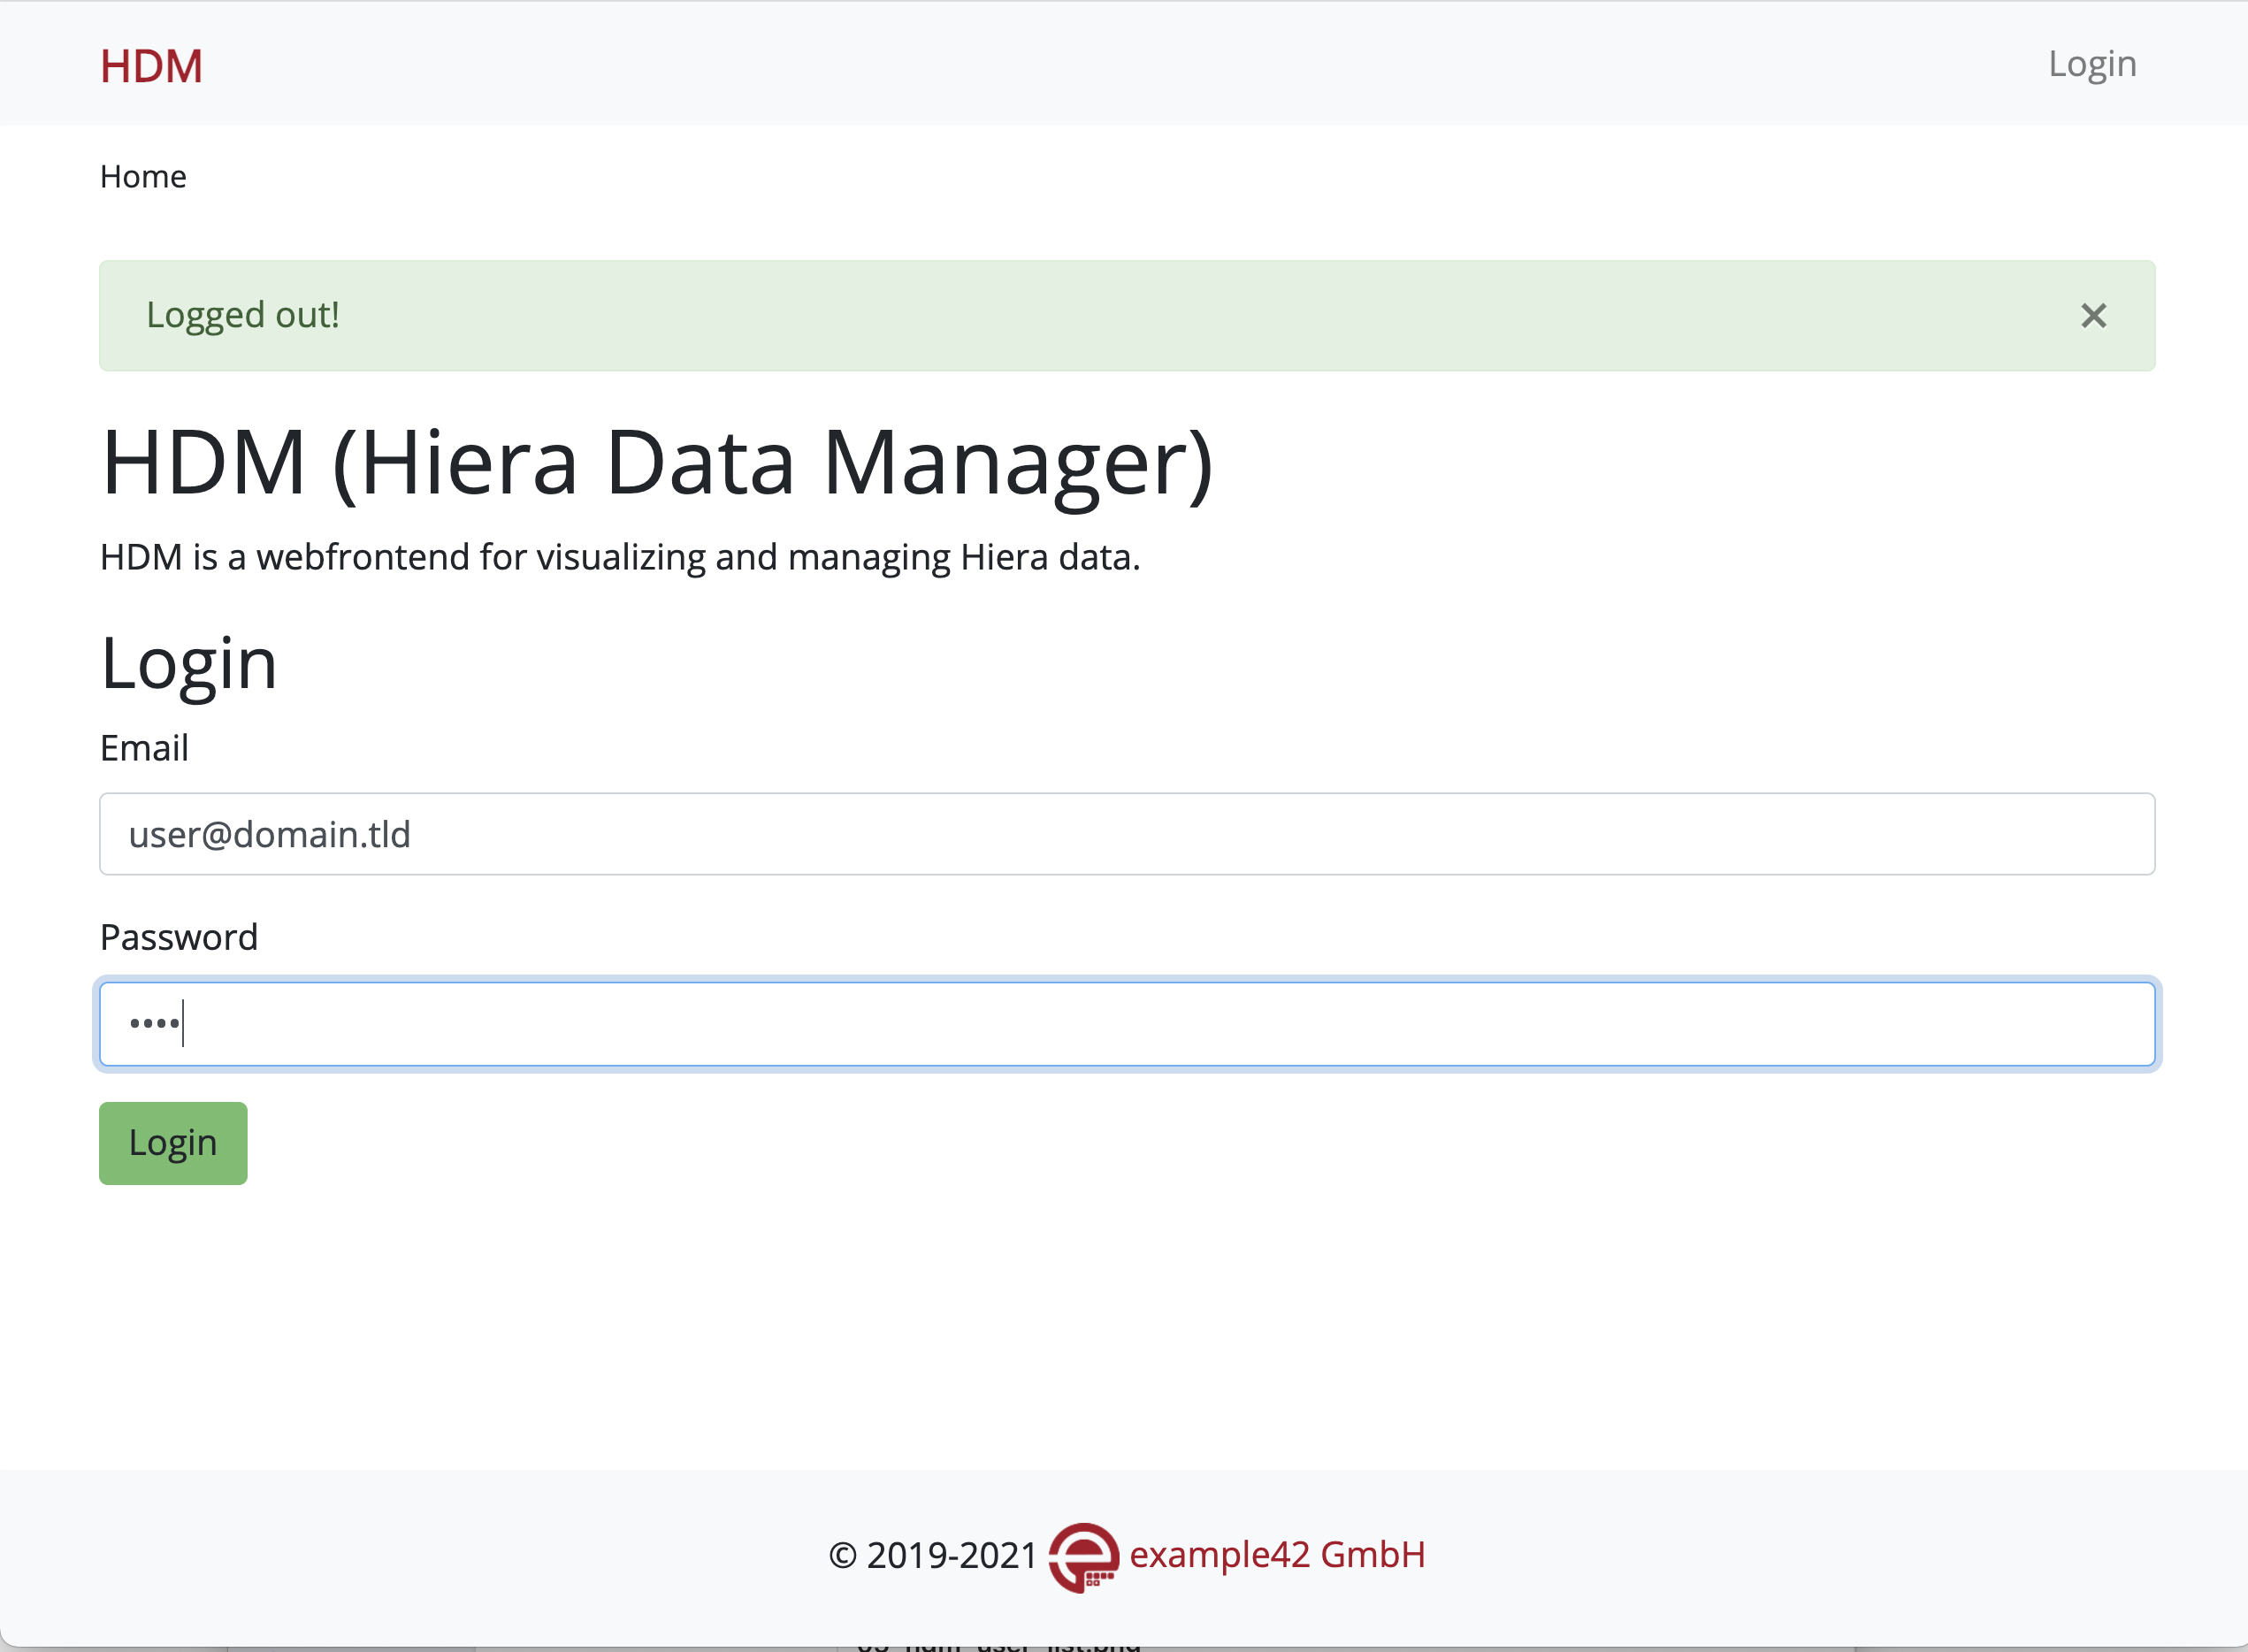 HDM
Login
Home
Logged out!
HDM (Hiera Data Manager)
HDM is a webfrontend for visualizing and managing Hiera data.
Login
Email
user@domain.tld
Password
••••
Login
© 2019-2021 example42 GmbH